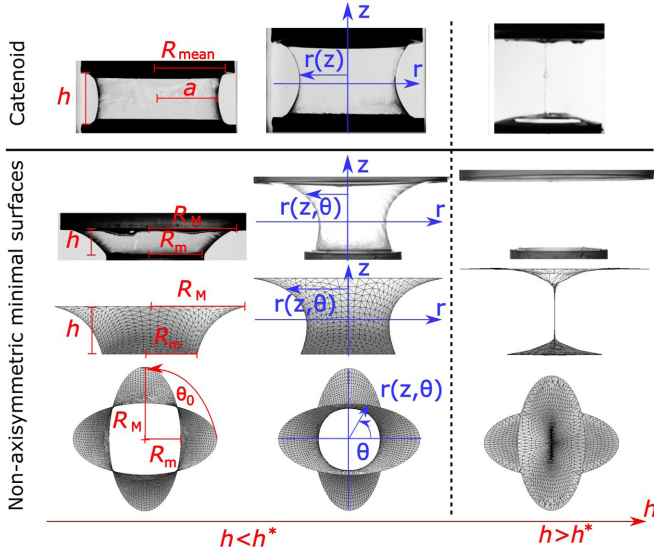 Catenoid
R_mean
h
a
z
r(z)
r
Non-axisymmetric minimal surfaces
h
R_M
R_m
z
r(z,θ)
r
h
R_M
R_m
z
r(z,θ)
r
θ_0
R_M
R_m
r(z,θ)
θ
h<h*
h>h*
h